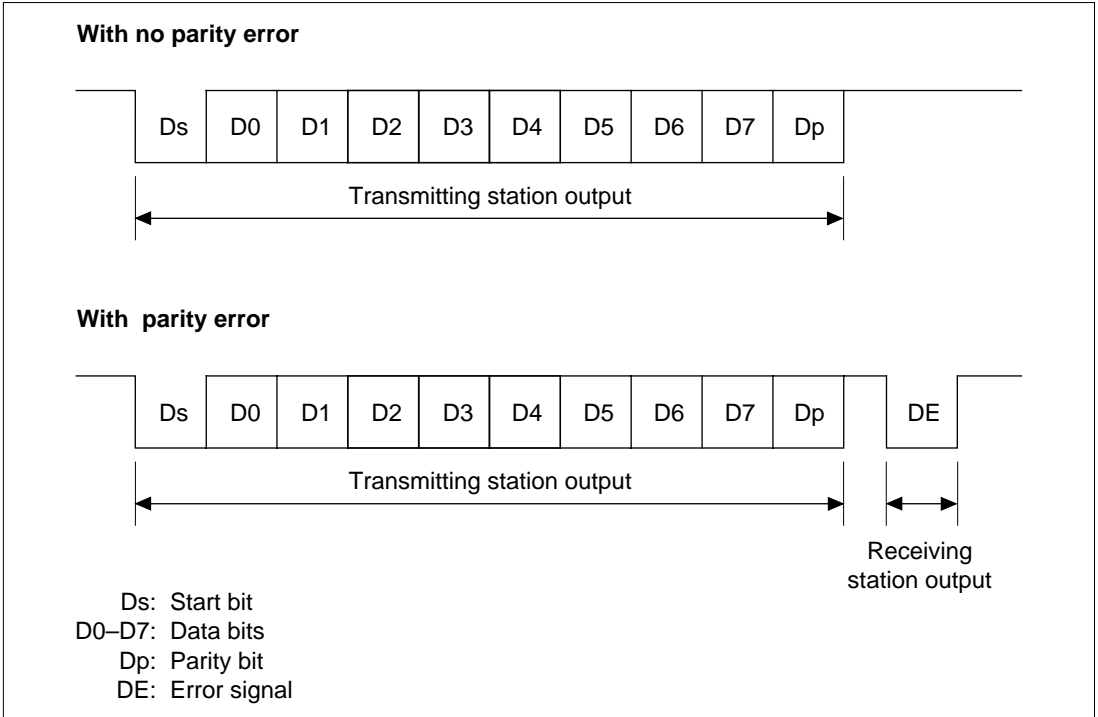 With no parity error
Ds D0 D1 D2 D3 D4 D5 D6 D7 Dp
Transmitting station output
With parity error
Ds D0 D1 D2 D3 D4 D5 D6 D7 Dp DE
Transmitting station output
Receiving
station output
Ds: Start bit
D0–D7: Data bits
Dp: Parity bit
DE: Error signal